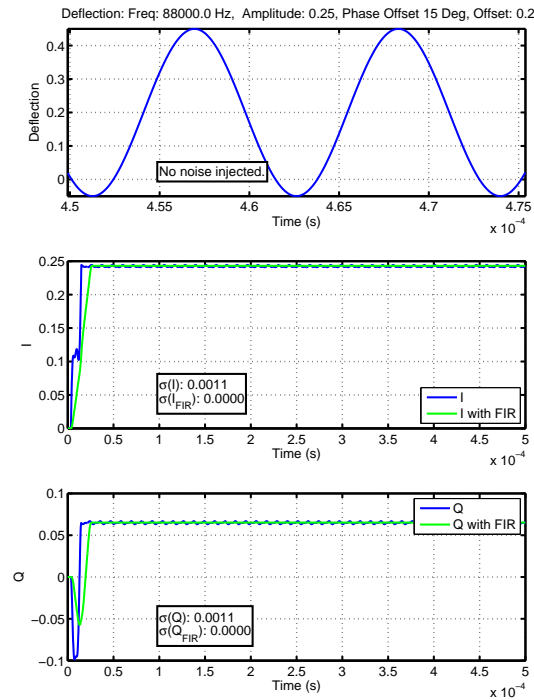 Deflection: Freq: 88000.0 Hz,  Amplitude: 0.25, Phase Offset 15 Deg, Offset: 0.2
0.4
0.3
0.2
0.1
0
Deflection
No noise injected.
4.5
4.55
4.6
4.65
4.7
4.75
Time (s)
x 10⁻⁴
0.25
0.2
0.15
0.1
0.05
0
I
σ(I): 0.0011
σ(I_FIR): 0.0000
I
I with FIR
0
0.5
1
1.5
2
2.5
3
3.5
4
4.5
5
Time (s)
x 10⁻⁴
0.1
0.05
0
−0.05
−0.1
Q
Q
Q with FIR
σ(Q): 0.0011
σ(Q_FIR): 0.0000
0
0.5
1
1.5
2
2.5
3
3.5
4
4.5
5
Time (s)
x 10⁻⁴